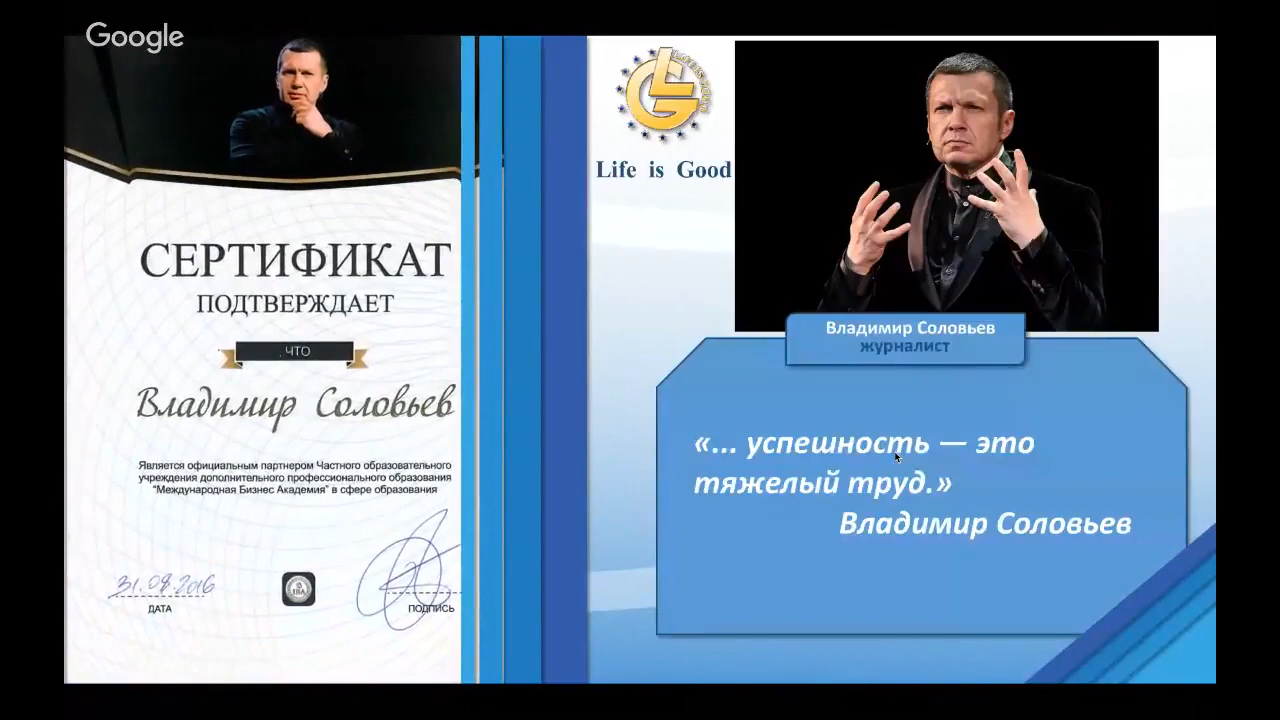 Google
СЕРТИФИКАТ
ПОДТВЕРЖДАЕТ
, ЧТО
Владимир Соловьев
Является официальным партнером Частного образовательного
учреждения дополнительного профессионального образования
"Международная Бизнес Академия" в сфере образования
31.08.2016
ДАТА
ПОДПИСЬ
Life is Good
Владимир Соловьев
журналист
«... успешность — это
тяжелый труд.»
Владимир Соловьев